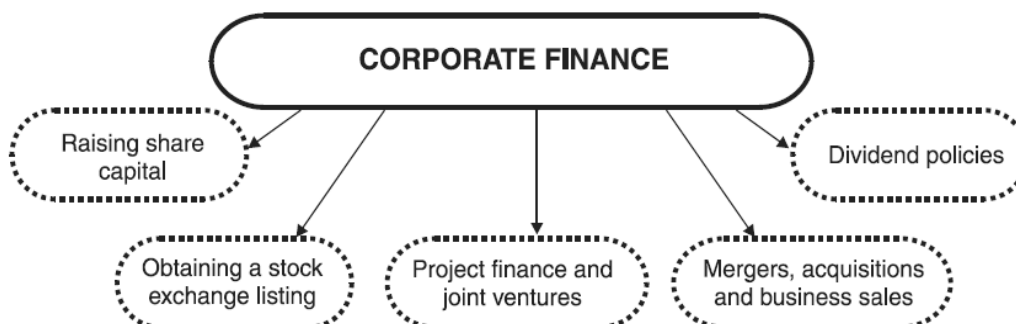 CORPORATE FINANCE
Raising share
capital
Dividend policies
Obtaining a stock
exchange listing
Project finance and
joint ventures
Mergers, acquisitions
and business sales